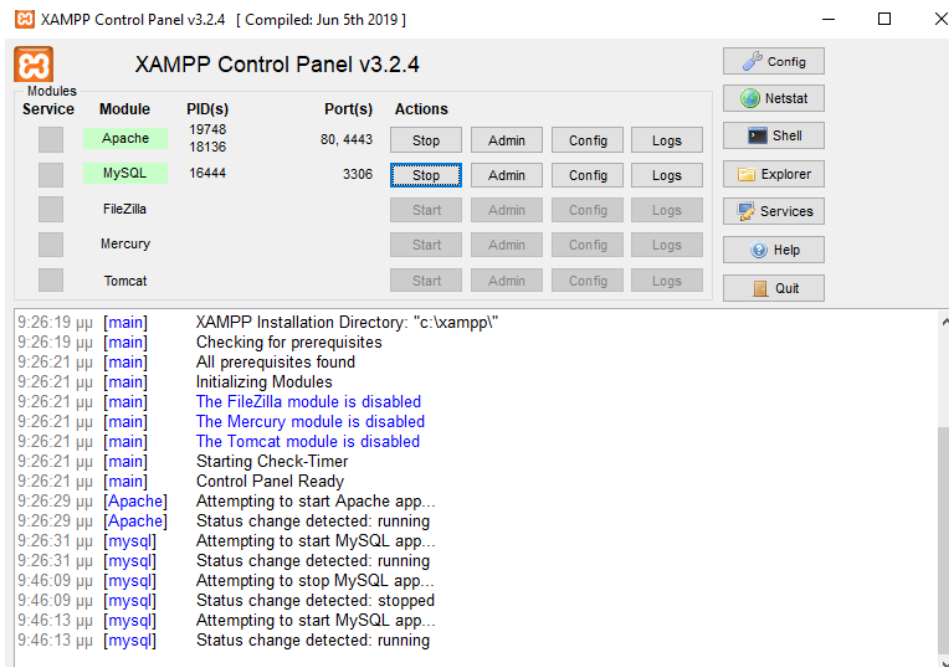 XAMPP Control Panel v3.2.4 [ Compiled: Jun 5th 2019 ]
XAMPP Control Panel v3.2.4
Config
Modules
Service Module PID(s) Port(s) Actions
Netstat
Apache 19748 18136 80, 4443 Stop Admin Config Logs
Shell
MySQL 16444 3306 Stop Admin Config Logs
Explorer
FileZilla Start Admin Config Logs
Services
Mercury Start Admin Config Logs
Help
Tomcat Start Admin Config Logs
Quit
9:26:19 μμ [main] XAMPP Installation Directory: "c:\xampp\"
9:26:19 μμ [main] Checking for prerequisites
9:26:21 μμ [main] All prerequisites found
9:26:21 μμ [main] Initializing Modules
9:26:21 μμ [main] The FileZilla module is disabled
9:26:21 μμ [main] The Mercury module is disabled
9:26:21 μμ [main] The Tomcat module is disabled
9:26:21 μμ [main] Starting Check-Timer
9:26:21 μμ [main] Control Panel Ready
9:26:29 μμ [Apache] Attempting to start Apache app...
9:26:29 μμ [Apache] Status change detected: running
9:26:31 μμ [mysql] Attempting to start MySQL app...
9:26:31 μμ [mysql] Status change detected: running
9:46:09 μμ [mysql] Attempting to stop MySQL app...
9:46:09 μμ [mysql] Status change detected: stopped
9:46:13 μμ [mysql] Attempting to start MySQL app...
9:46:13 μμ [mysql] Status change detected: running